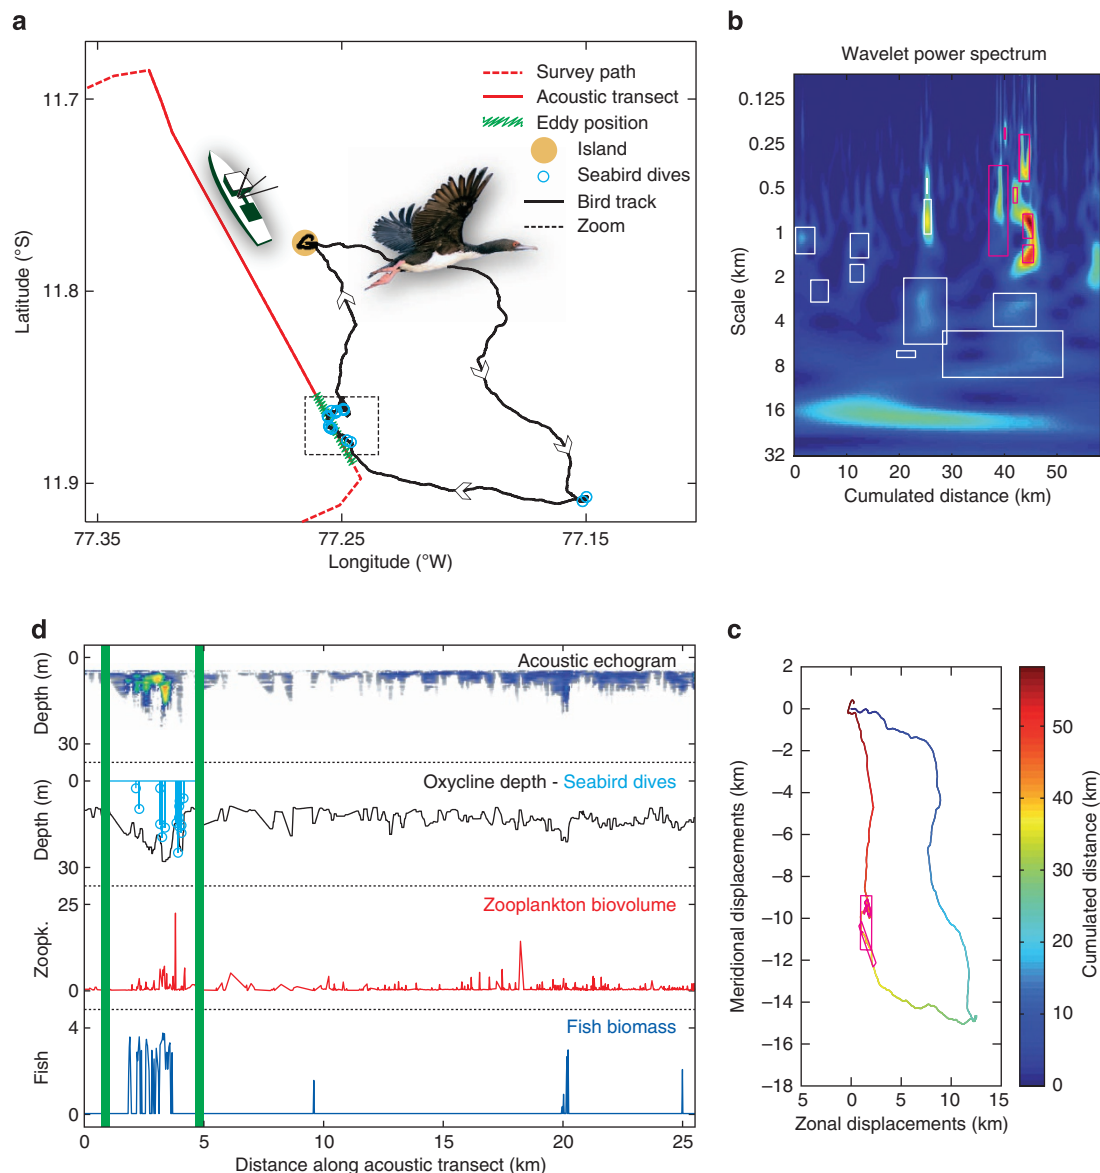 a
11.7
11.8
11.9
Latitude (°S)
77.35
77.25
77.15
Longitude (°W)
Survey path
Acoustic transect
Eddy position
Island
Seabird dives
Bird track
Zoom
b
Wavelet power spectrum
0.125
0.25
0.5
1
2
4
8
16
32
Scale (km)
0
10
20
30
40
50
Cumulated distance (km)
d
Acoustic echogram
0
30
Depth (m)
Oxycline depth - Seabird dives
0
30
Depth (m)
Zooplankton biovolume
25
0
Zoopk.
Fish biomass
4
0
Fish
0
5
10
15
20
25
Distance along acoustic transect (km)
c
2
0
−2
−4
−6
−8
−10
−12
−14
−16
−18
Meridional displacements (km)
5
0
5
10
15
Zonal displacements (km)
50
40
30
20
10
0
Cumulated distance (km)